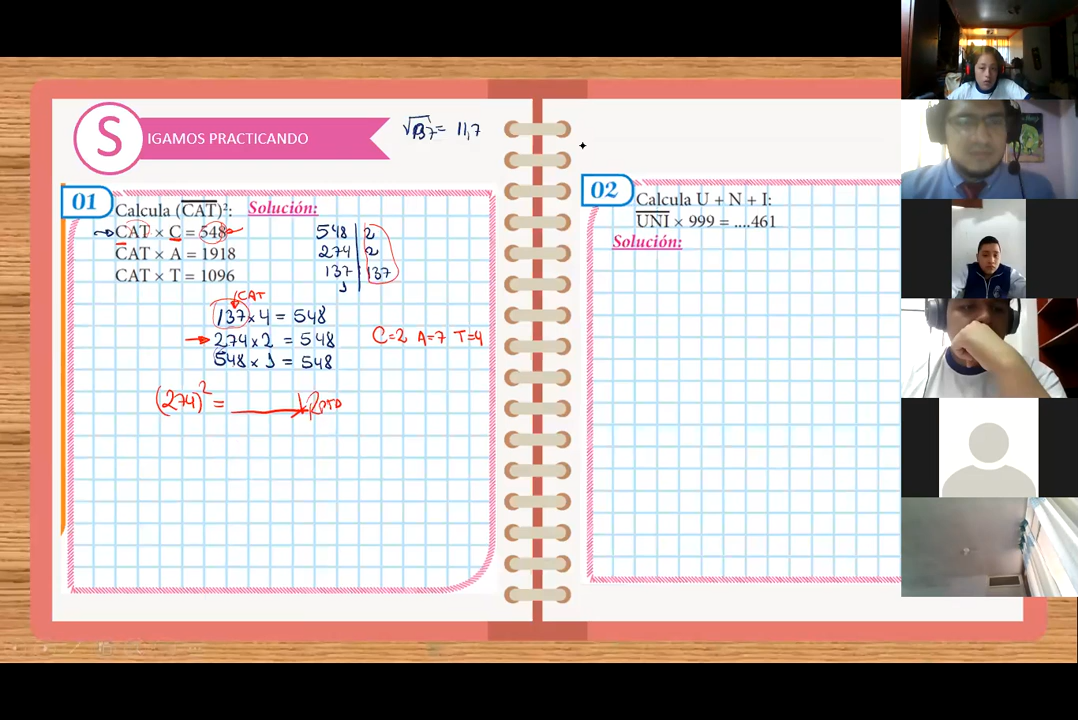 SIGAMOS PRACTICANDO
√137 = 11,7
01
Calcula (CAT)²: Solución:
CAT × C = 548
CAT × A = 1918
CAT × T = 1096
548 | 2
274 | 2
137 | 137
1
CAT
137 × 4 = 548
274 × 2 = 548
548 × 1 = 548
C=2 A=7 T=4
(274)² = Rpta
02
Calcula U + N + I:
UNI × 999 = ....461
Solución: